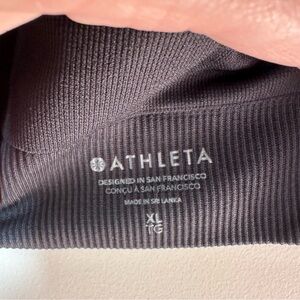 ATHLETA
DESIGNED IN SAN FRANCISCO
CONÇU À SAN FRANCISCO
MADE IN SRI LANKA
XL
TG